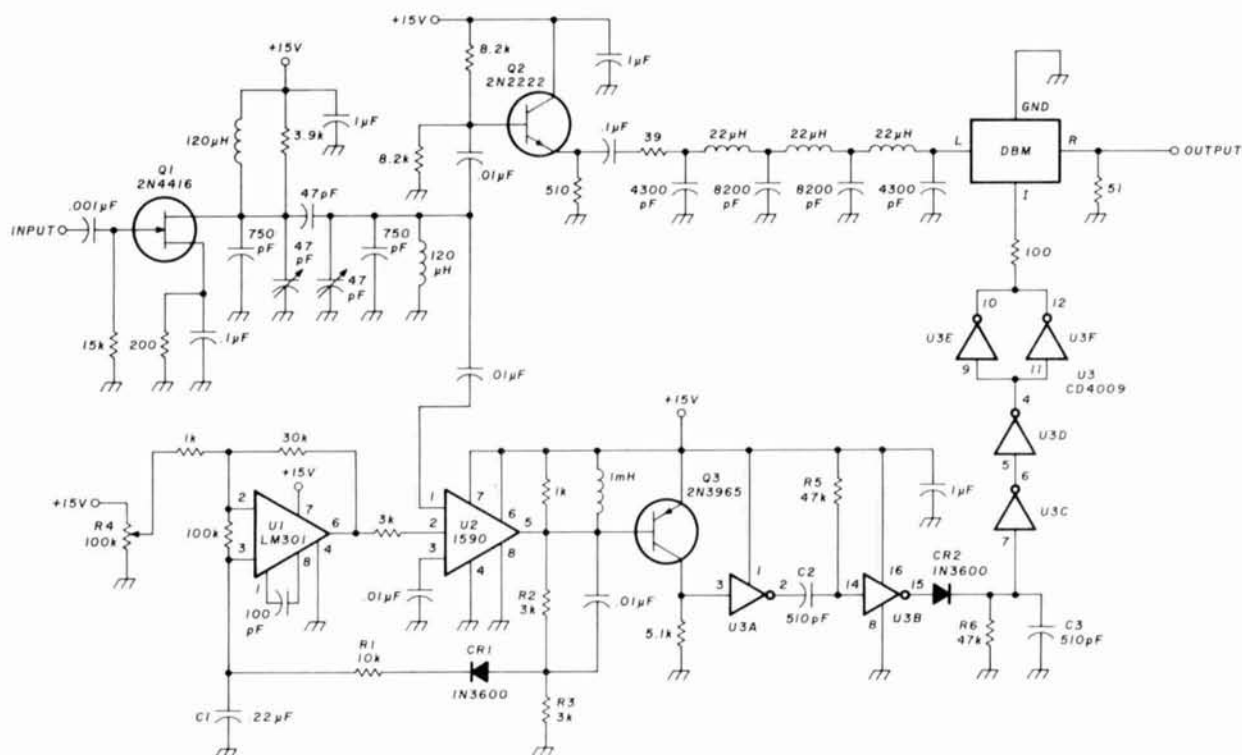 +15V
8.2k
Q2
2N2222
.1µF
+15V
GND
120µH
3.9k
.1µF
8.2k
.01µF
.1µF
39
22µH
22µH
22µH
L
DBM
R
OUTPUT
I
510
4300
pF
8200
pF
8200
pF
4300
pF
51
Q1
2N4416
.001µF
INPUT
47pF
750
pF
47
pF
47
pF
750
pF
120
µH
100
15k
200
.1µF
10
12
U3E
U3F
9
11
U3
CD4009
.01µF
4
U3D
5
6
U3C
7
1k
30k
+15V
+15V
R4
100k
2
100k
3
U1
LM301
7
6
4
8
1
100
pF
3k
1
2
3
U2
1590
7
6
5
8
4
.01µF
1k
1mH
+15V
Q3
2N3965
R5
47k
1µF
R2
3k
.01µF
5.1k
3
1
2
U3A
C2
510pF
14
16
15
U3B
8
CR2
1N3600
R6
47k
C3
510pF
R1
10k
CR1
1N3600
R3
3k
C1
22µF